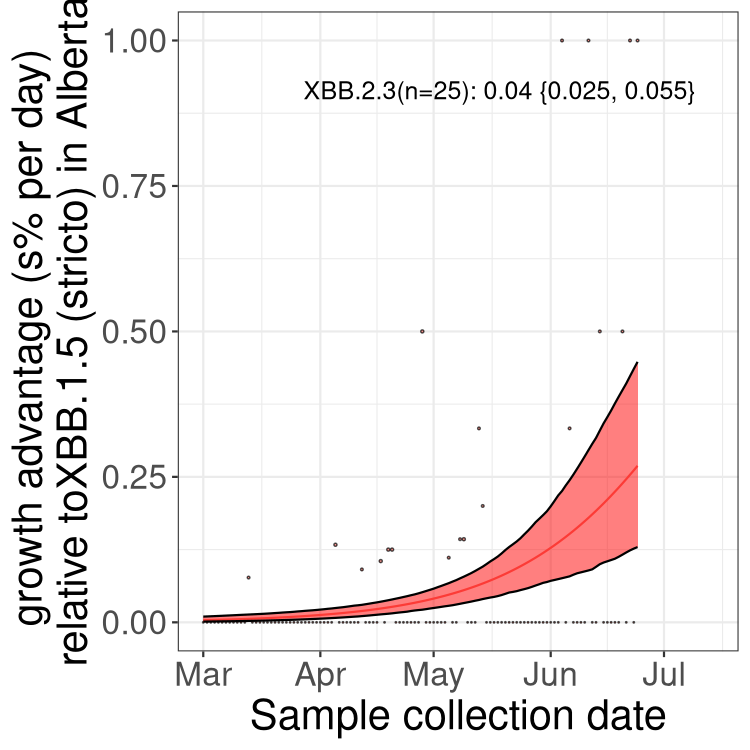 growth advantage (s% per day)
relative toXBB.1.5 (stricto) in Alberta
1.00
0.75
0.50
0.25
0.00
XBB.2.3(n=25): 0.04 {0.025, 0.055}
Mar Apr May Jun Jul
Sample collection date